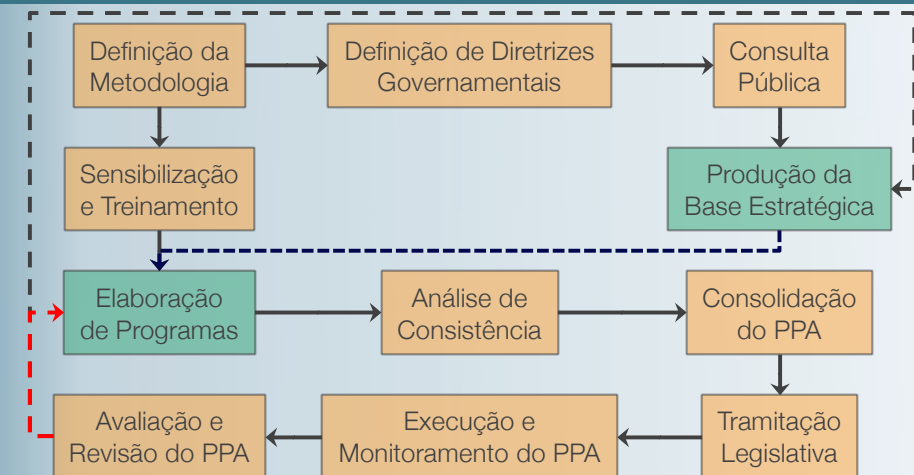 Definição da
Metodologia
Definição de Diretrizes
Governamentais
Consulta
Pública
Sensibilização
e Treinamento
Produção da
Base Estratégica
Elaboração
de Programas
Análise de
Consistência
Consolidação
do PPA
Avaliação e
Revisão do PPA
Execução e
Monitoramento do PPA
Tramitação
Legislativa